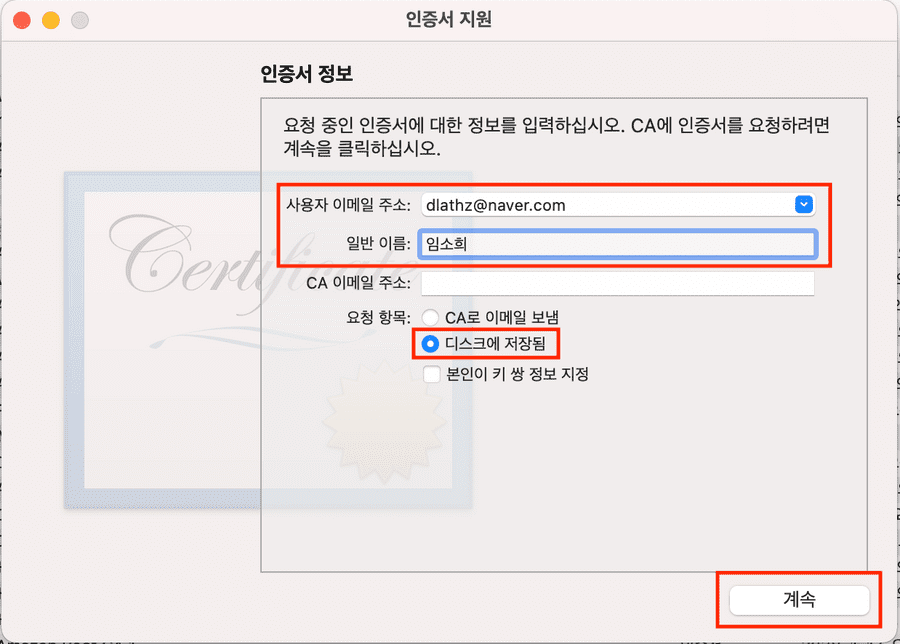 인증서 지원
인증서 정보
요청 중인 인증서에 대한 정보를 입력하십시오. CA에 인증서를 요청하려면
계속을 클릭하십시오.
Certificate
사용자 이메일 주소: dlathz@naver.com
일반 이름: 임소희
CA 이메일 주소:
요청 항목: CA로 이메일 보냄
디스크에 저장됨
본인이 키 쌍 정보 지정
계속